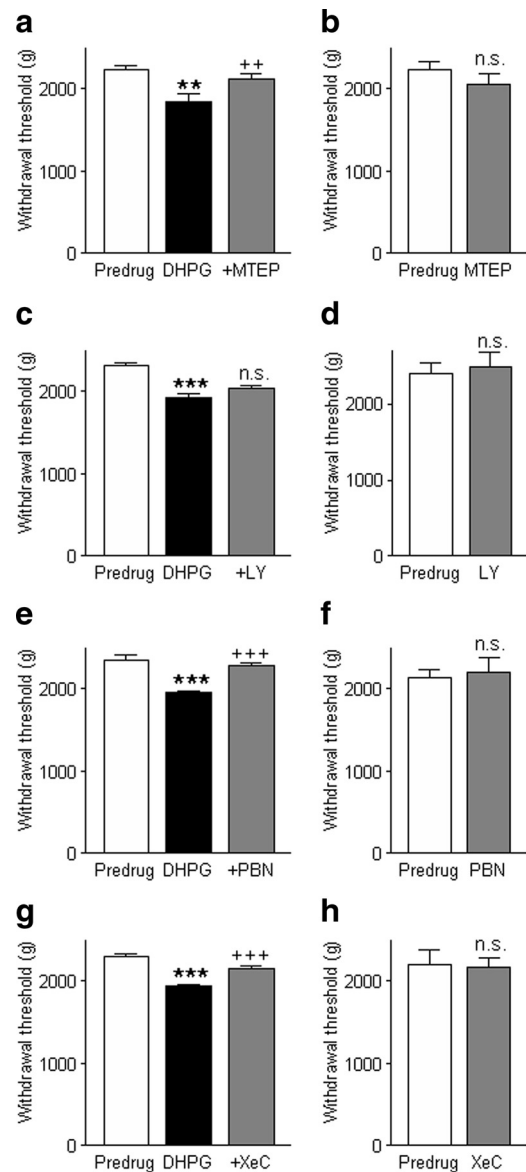 a
Withdrawal threshold (g)
2000
1000
0
**
++
Predrug DHPG +MTEP
b
Withdrawal threshold (g)
2000
1000
0
n.s.
Predrug MTEP
c
Withdrawal threshold (g)
2000
1000
0
***
n.s.
Predrug DHPG +LY
d
Withdrawal threshold (g)
2000
1000
0
n.s.
Predrug LY
e
Withdrawal threshold (g)
2000
1000
0
***
+++
Predrug DHPG +PBN
f
Withdrawal threshold (g)
2000
1000
0
n.s.
Predrug PBN
g
Withdrawal threshold (g)
2000
1000
0
***
+++
Predrug DHPG +XeC
h
Withdrawal threshold (g)
2000
1000
0
n.s.
Predrug XeC